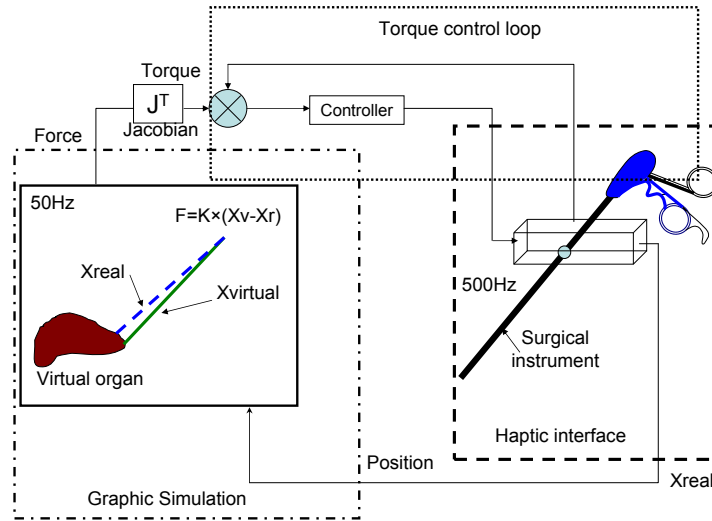 Torque control loop
Torque
Jᵀ
Jacobian
Controller
Force
50Hz
F=K×(Xv-Xr)
Xreal
Xvirtual
Virtual organ
500Hz
Surgical
instrument
Haptic interface
Position
Xreal
Graphic Simulation